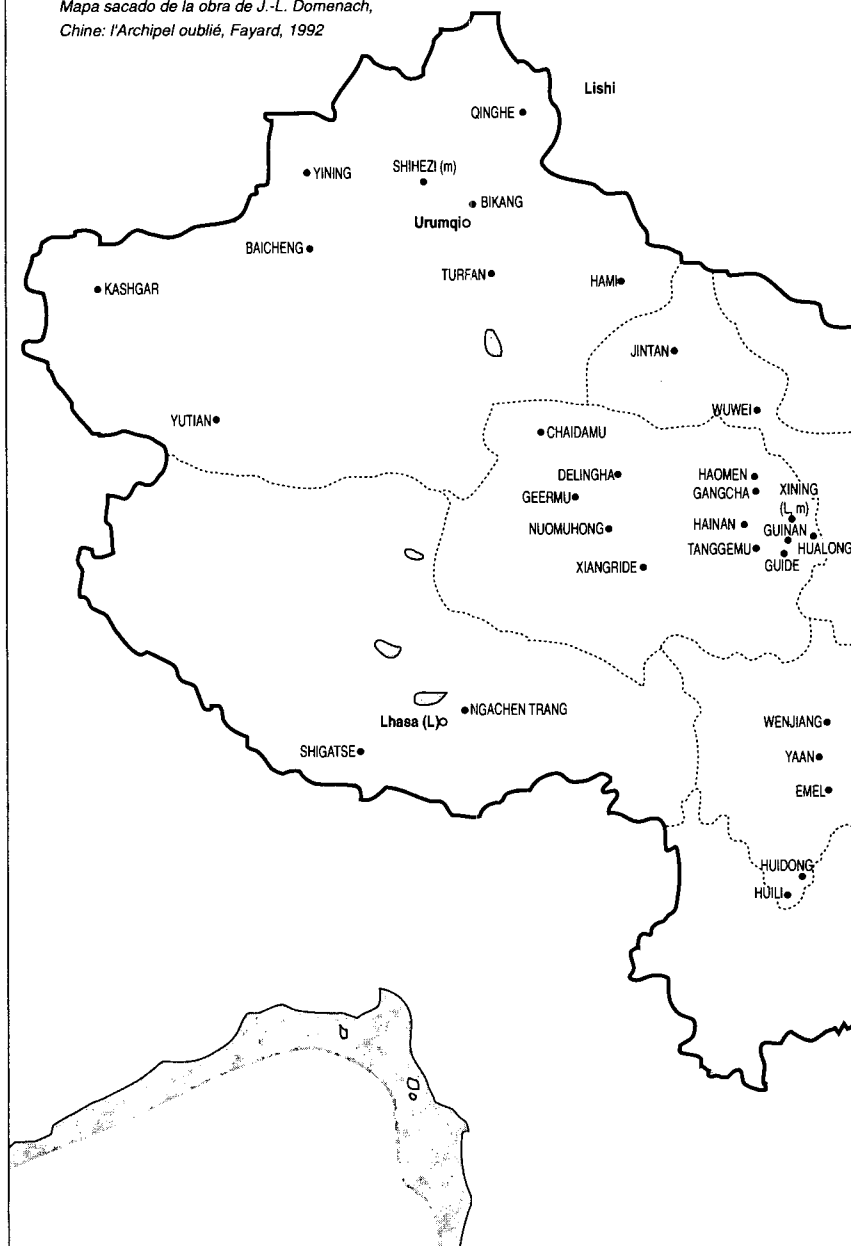 Mapa sacado de la obra de J.-L. Domenach,
Chine: l'Archipel oublié, Fayard, 1992
Lishi
QINGHE
YINING
SHIHEZI (m)
BIKANG
Urumqi
BAICHENG
TURFAN
HAMI
KASHGAR
JINTAN
YUTIAN
WUWEI
CHAIDAMU
DELINGHA
HAOMEN
GEERMU
GANGCHA
XINING
(L, m)
NUOMUHONG
HAINAN
GUINAN
HUALONG
TANGGEMU
GUIDE
XIANGRIDE
NGACHEN TRANG
Lhasa (L)
WENJIANG
SHIGATSE
YAAN
EMEL
HUIDONG
HUILI